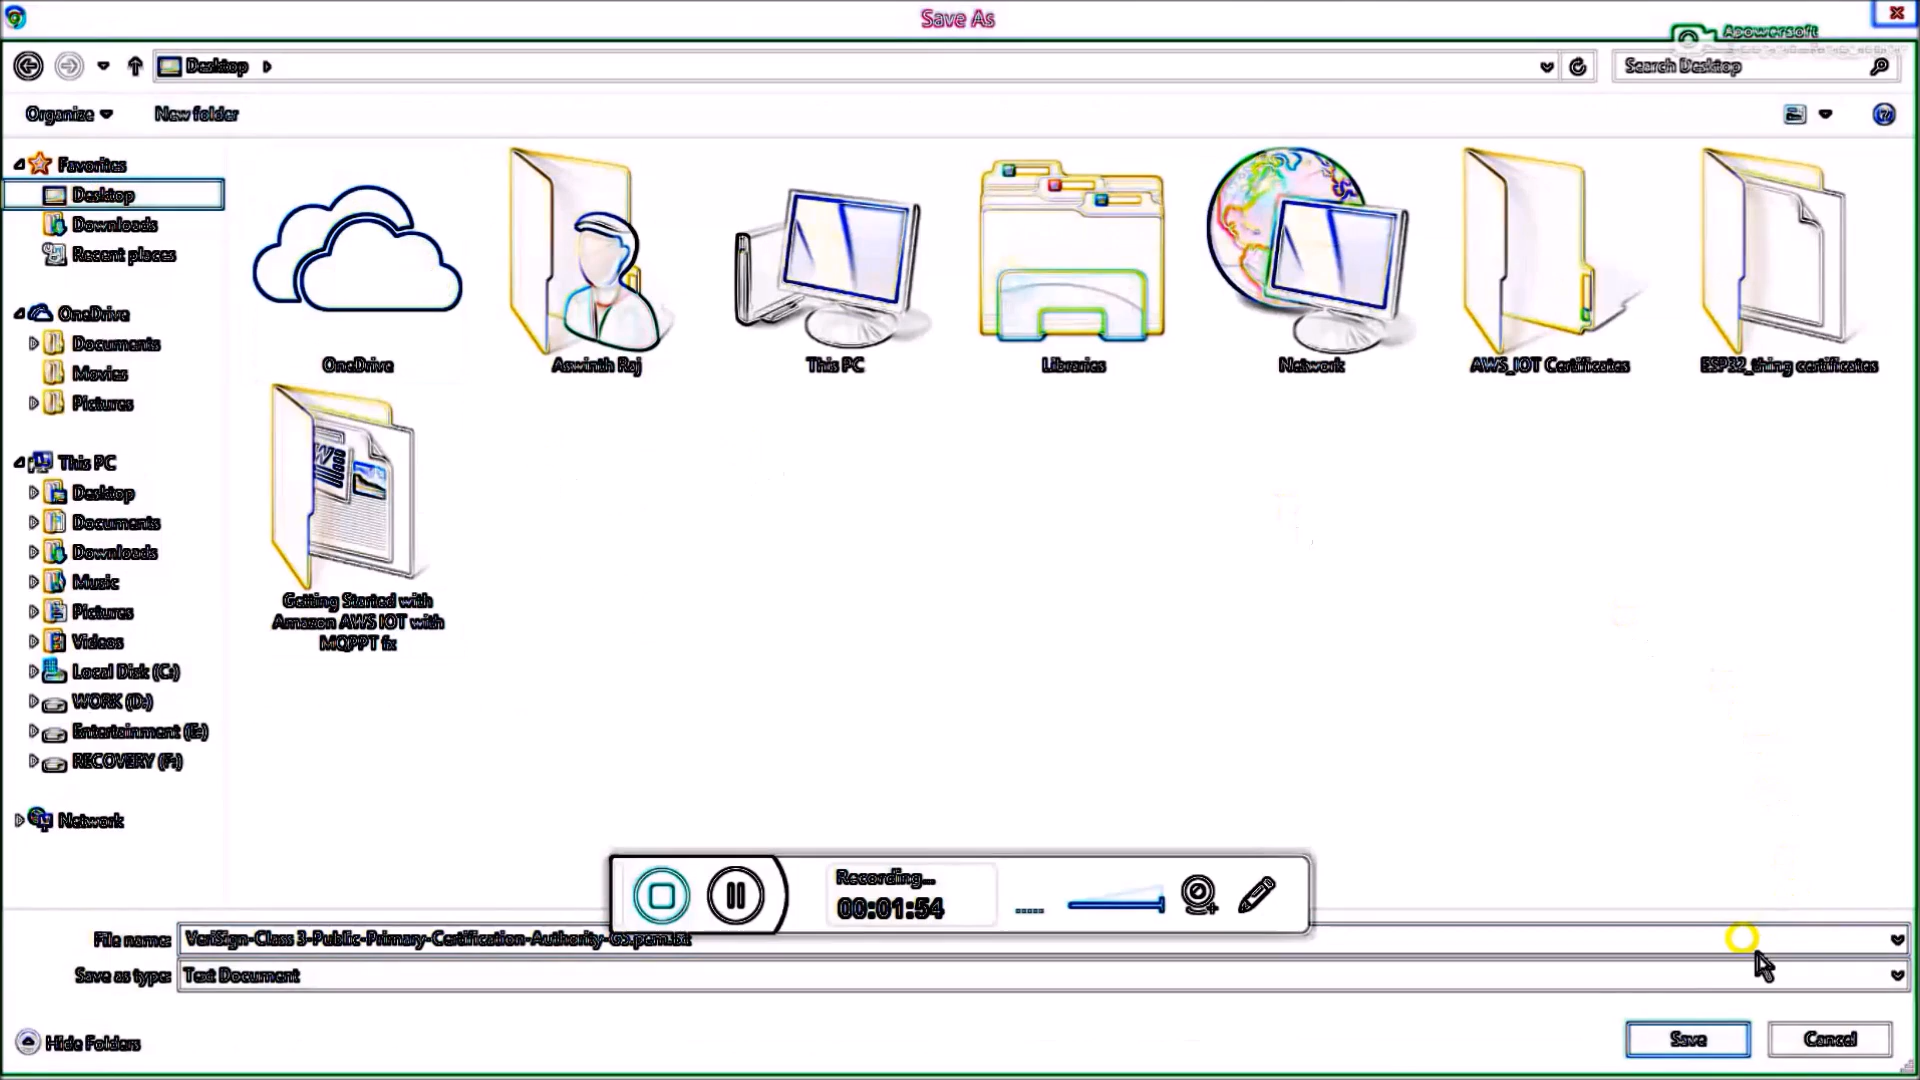 Save As
Apowersoft
Desktop
Search Desktop
Organize
New folder
Favorites
Desktop
Downloads
Recent places
OneDrive
Documents
Movies
Pictures
This PC
Desktop
Documents
Downloads
Music
Pictures
Videos
Local Disk (C:)
WORK (D:)
Entertainment (E:)
RECOVERY (F:)
Network
OneDrive
Aswinth Raj
This PC
Libraries
Network
AWS_IOT Certificates
ESP32_thing certificates
Getting Started with
Amazon AWS IOT with
MQPPT fx
Recording...
00:01:54
File name:
VeriSign-Class 3-Public-Primary-Certification-Authority-G5.pem.txt
Save as type:
Text Document
Hide Folders
Save
Cancel